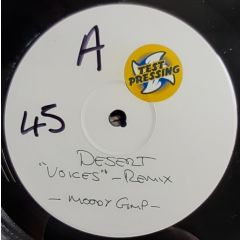 A
TEST
PRESSING
45
DESERT
"VOICES" - REMIX
- MOODY GIMP -